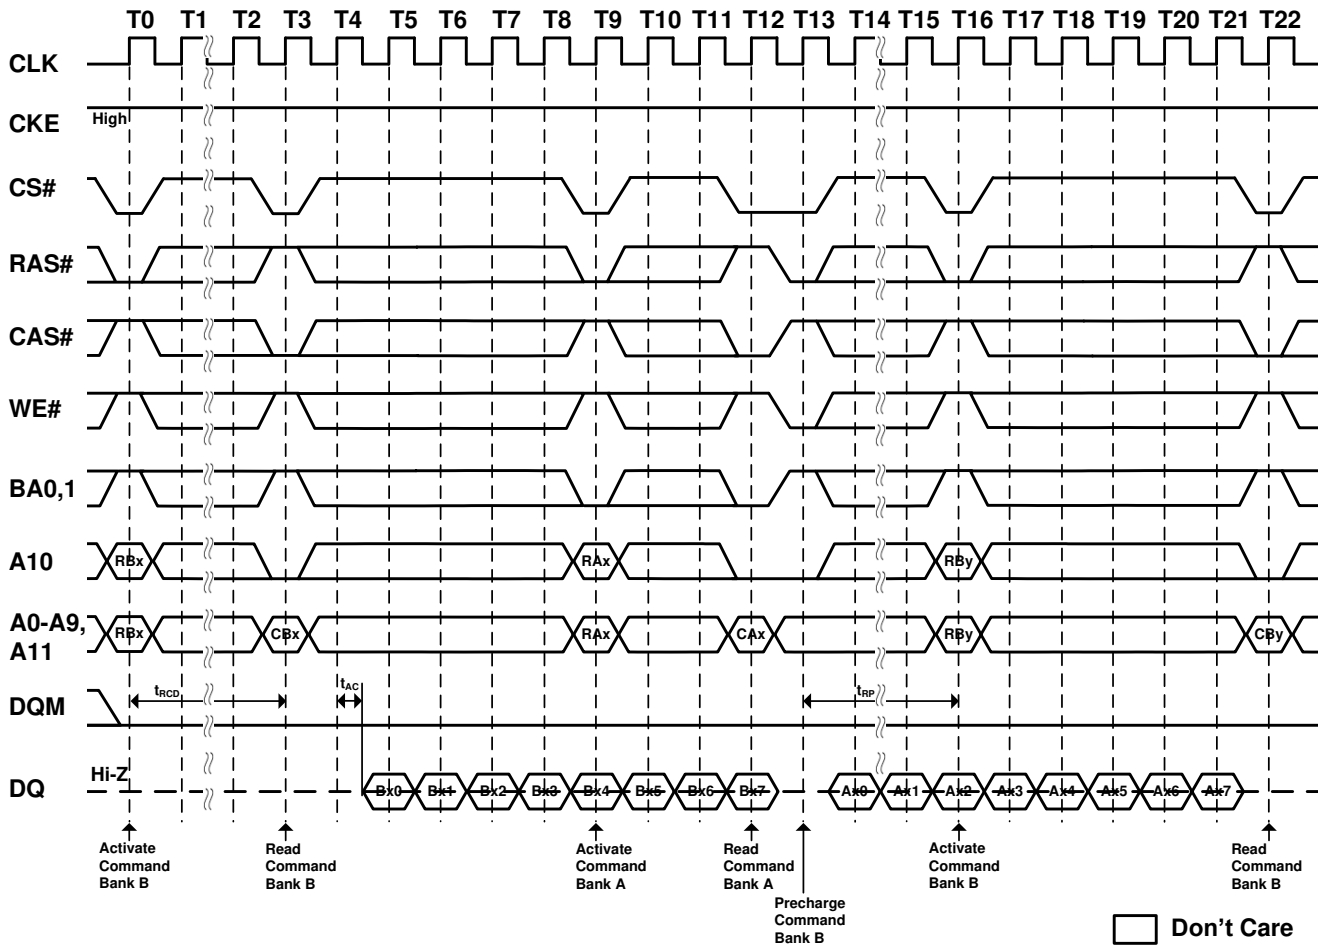 T0 T1 T2 T3 T4 T5 T6 T7 T8 T9 T10 T11 T12 T13 T14 T15 T16 T17 T18 T19 T20 T21 T22
CLK
CKE High
CS#
RAS#
CAS#
WE#
BA0,1
A10 RBx RAx RBy
A0-A9,
A11 RBx CBx RAx CAx RBy CBy
DQM tRCD tAC tRP
DQ Hi-Z Bx0 Bx1 Bx2 Bx3 Bx4 Bx5 Bx6 Bx7 Ax0 Ax1 Ax2 Ax3 Ax4 Ax5 Ax6 Ax7
Activate
Command
Bank B
Read
Command
Bank B
Activate
Command
Bank A
Read
Command
Bank A
Precharge
Command
Bank B
Activate
Command
Bank B
Read
Command
Bank B
Don't Care